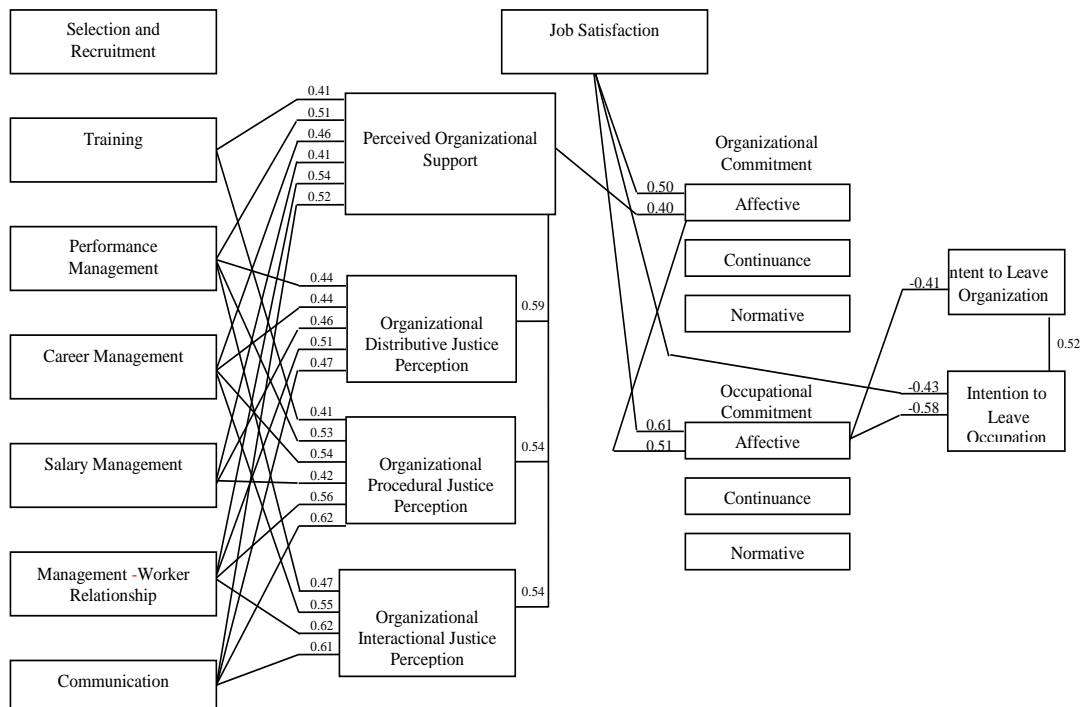 Selection and
Recruitment
Training
Performance
Management
Career Management
Salary Management
Management -Worker
Relationship
Communication
0.41
0.51
0.46
0.41
0.54
0.52
Perceived Organizational
Support
0.44
0.44
0.46
0.51
0.47
Organizational
Distributive Justice
Perception
0.59
0.41
0.53
0.54
0.42
0.56
0.62
Organizational
Procedural Justice
Perception
0.54
0.47
0.55
0.62
0.61
Organizational
Interactional Justice
Perception
0.54
Job Satisfaction
Organizational
Commitment
0.50
0.40
Affective
Continuance
Normative
Occupational
Commitment
0.61
0.51
Affective
Continuance
Normative
-0.41
ntent to Leave
Organization
0.52
-0.43
-0.58
Intention to
Leave
Occupation